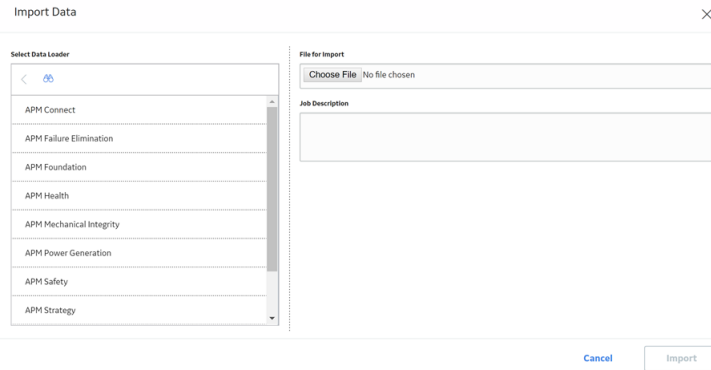 Import Data
Select Data Loader
APM Connect
APM Failure Elimination
APM Foundation
APM Health
APM Mechanical Integrity
APM Power Generation
APM Safety
APM Strategy
File for Import
Choose File No file chosen
Job Description
Cancel
Import